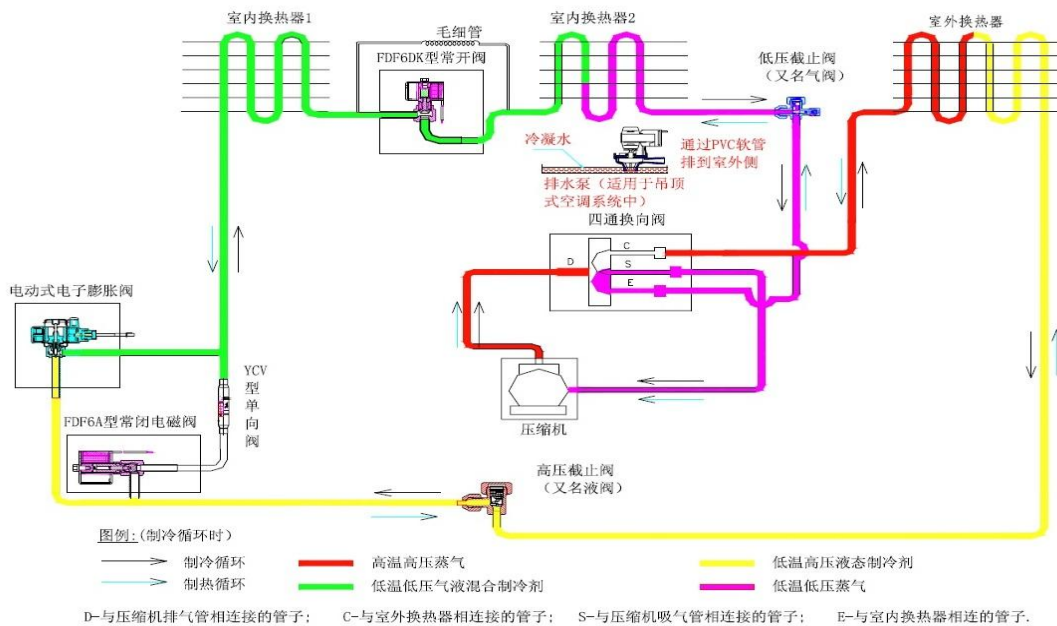 室内换热器1
毛细管
FDF6DK型常开阀
室内换热器2
低压截止阀
（又名气阀）
室外换热器
冷凝水
通过PVC软管
排到室外侧
排水泵（适用于吊顶
式空调系统中）
四通换向阀
C
S
D
E
电动式电子膨胀阀
YCV
型
单
向
阀
FDF6A型常闭电磁阀
压缩机
高压截止阀
（又名液阀）
图例:(制冷循环时)
制冷循环
高温高压蒸气
低温高压液态制冷剂
制热循环
低温低压气液混合制冷剂
低温低压蒸气
D-与压缩机排气管相连接的管子;
C-与室外换热器相连接的管子;
S-与压缩机吸气管相连接的管子;
E-与室内换热器相连的管子.